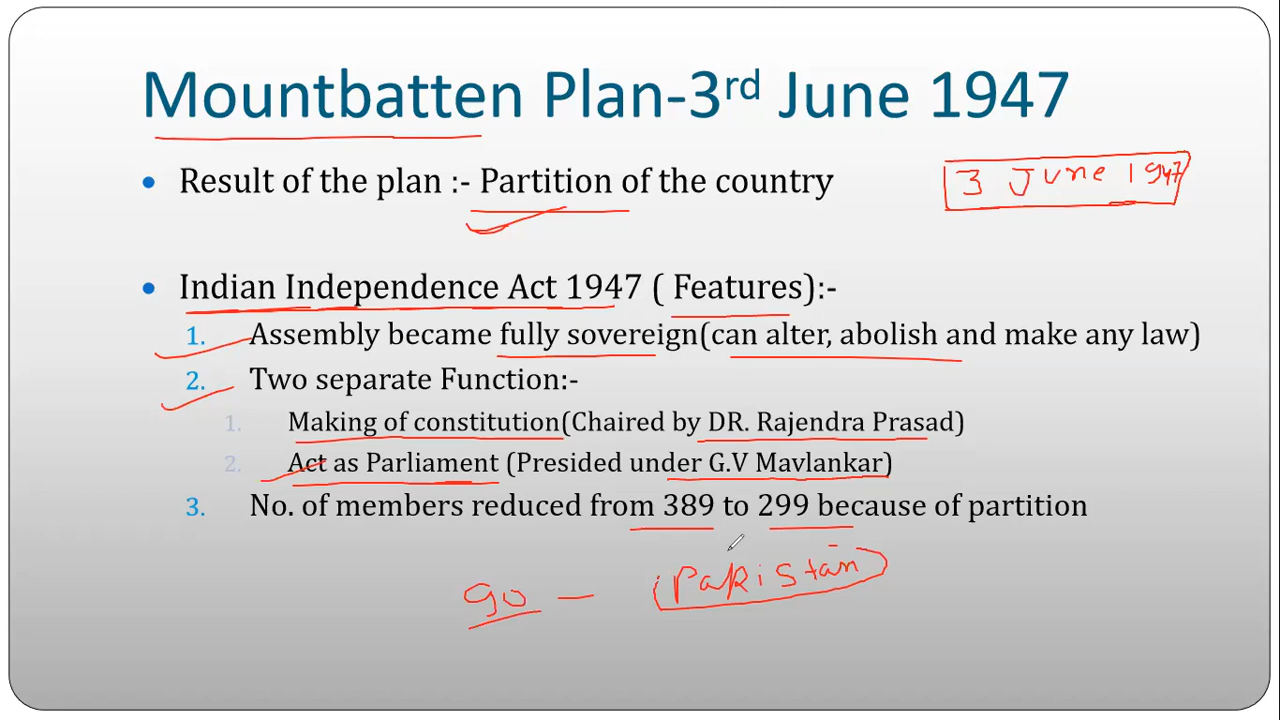 Mountbatten Plan-3rd June 1947
• Result of the plan :- Partition of the country
3 June 1947
• Indian Independence Act 1947 ( Features):-
1. Assembly became fully sovereign(can alter, abolish and make any law)
2. Two separate Function:-
1. Making of constitution(Chaired by DR. Rajendra Prasad)
2. Act as Parliament (Presided under G.V Mavlankar)
3. No. of members reduced from 389 to 299 because of partition
90 - (Pakistan)